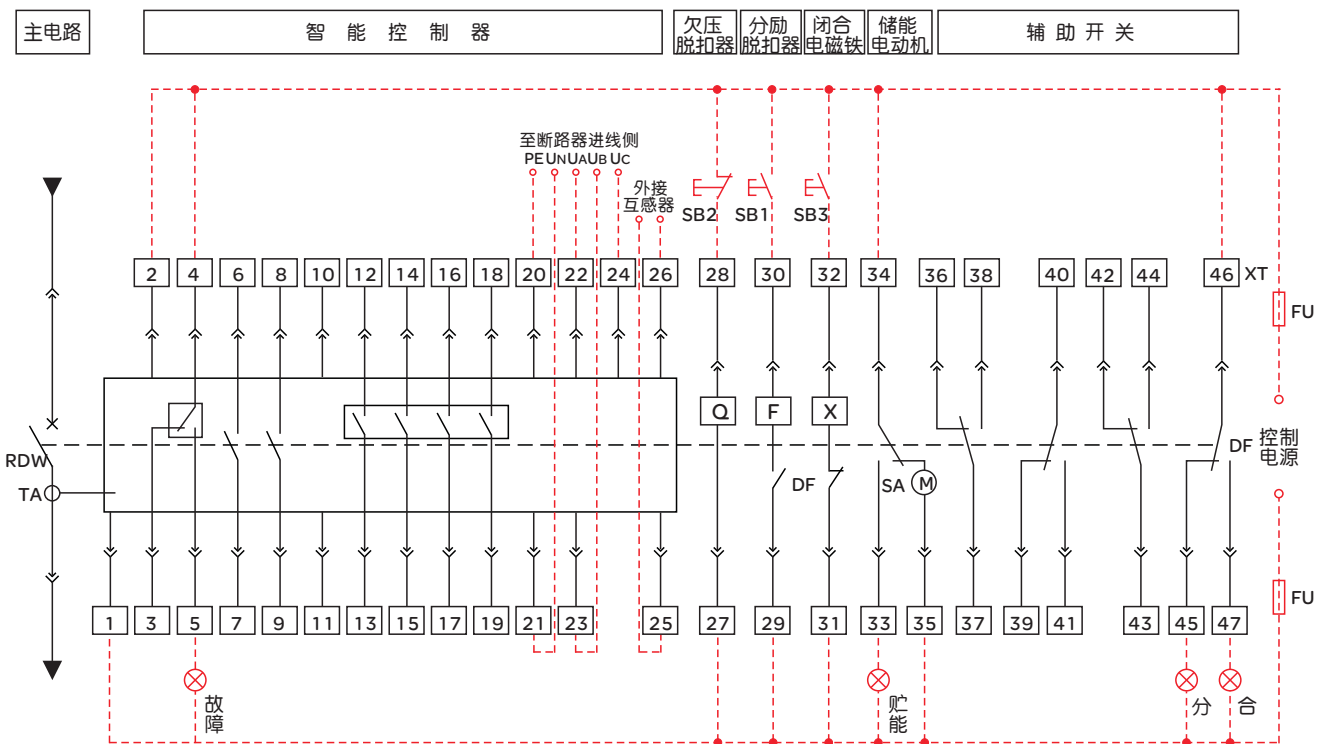 主电路
智能控制器
欠压
脱扣器
分励
脱扣器
闭合
电磁铁
储能
电动机
辅助开关
至断路器进线侧
PE UN UA UB UC
外接
互感器
SB2
SB1
SB3
2 4 6 8 10 12 14 16 18 20 22 24 26 28 30 32 34 36 38 40 42 44 46 XT
FU
Q F X
RDW
DF
控制
电源
TA
DF
SA
M
FU
1 3 5 7 9 11 13 15 17 19 21 23 25 27 29 31 33 35 37 39 41 43 45 47
故
障
贮
能
分
合